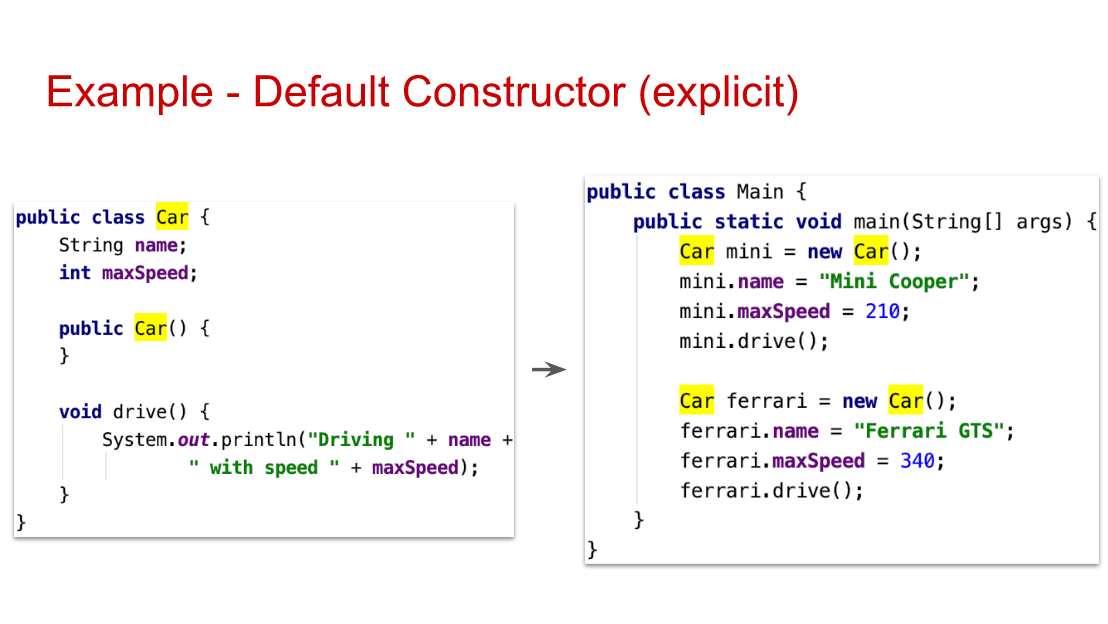 Example - Default Constructor (explicit)
public class Car {
    String name;
    int maxSpeed;

    public Car() {
    }

    void drive() {
        System.out.println("Driving " + name +
                " with speed " + maxSpeed);
    }
}
public class Main {
    public static void main(String[] args) {
        Car mini = new Car();
        mini.name = "Mini Cooper";
        mini.maxSpeed = 210;
        mini.drive();

        Car ferrari = new Car();
        ferrari.name = "Ferrari GTS";
        ferrari.maxSpeed = 340;
        ferrari.drive();
    }
}